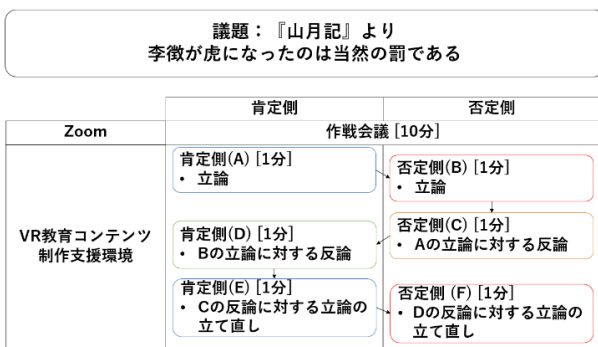 議題：『山月記』より
李徴が虎になったのは当然の罰である
肯定側
否定側
Zoom
作戦会議 [10分]
VR教育コンテンツ
制作支援環境
肯定側(A) [1分]
• 立論
否定側(B) [1分]
• 立論
否定側(C) [1分]
• Aの立論に対する反論
肯定側(D) [1分]
• Bの立論に対する反論
肯定側(E) [1分]
• Cの反論に対する立論の
立て直し
否定側 (F) [1分]
• Dの反論に対する立論の
立て直し